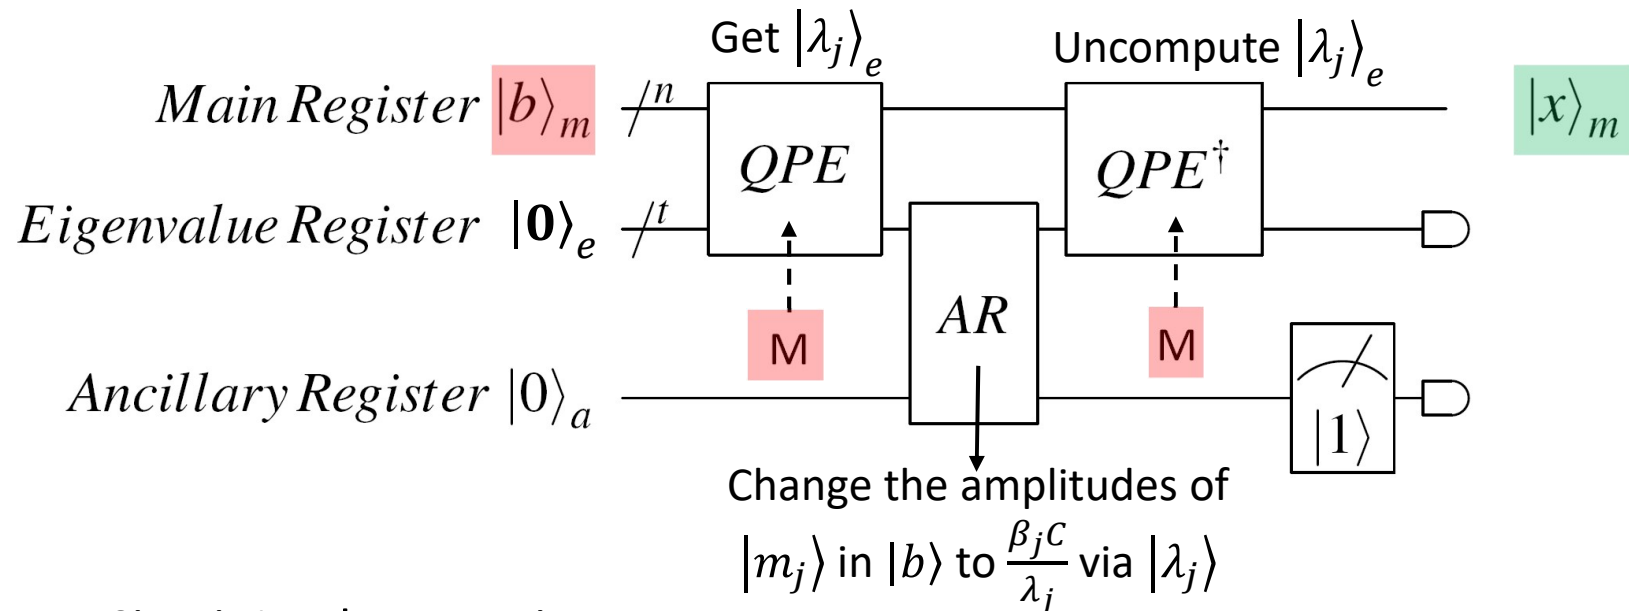 Get |λⱼ⟩ₑ
Uncompute |λⱼ⟩ₑ
Main Register |b⟩ₘ
n
QPE
QPE†
|x⟩ₘ
Eigenvalue Register |0⟩ₑ
t
M
AR
M
Ancillary Register |0⟩ₐ
|1⟩
Change the amplitudes of
|mⱼ⟩ in |b⟩ to βⱼC/λⱼ via |λⱼ⟩